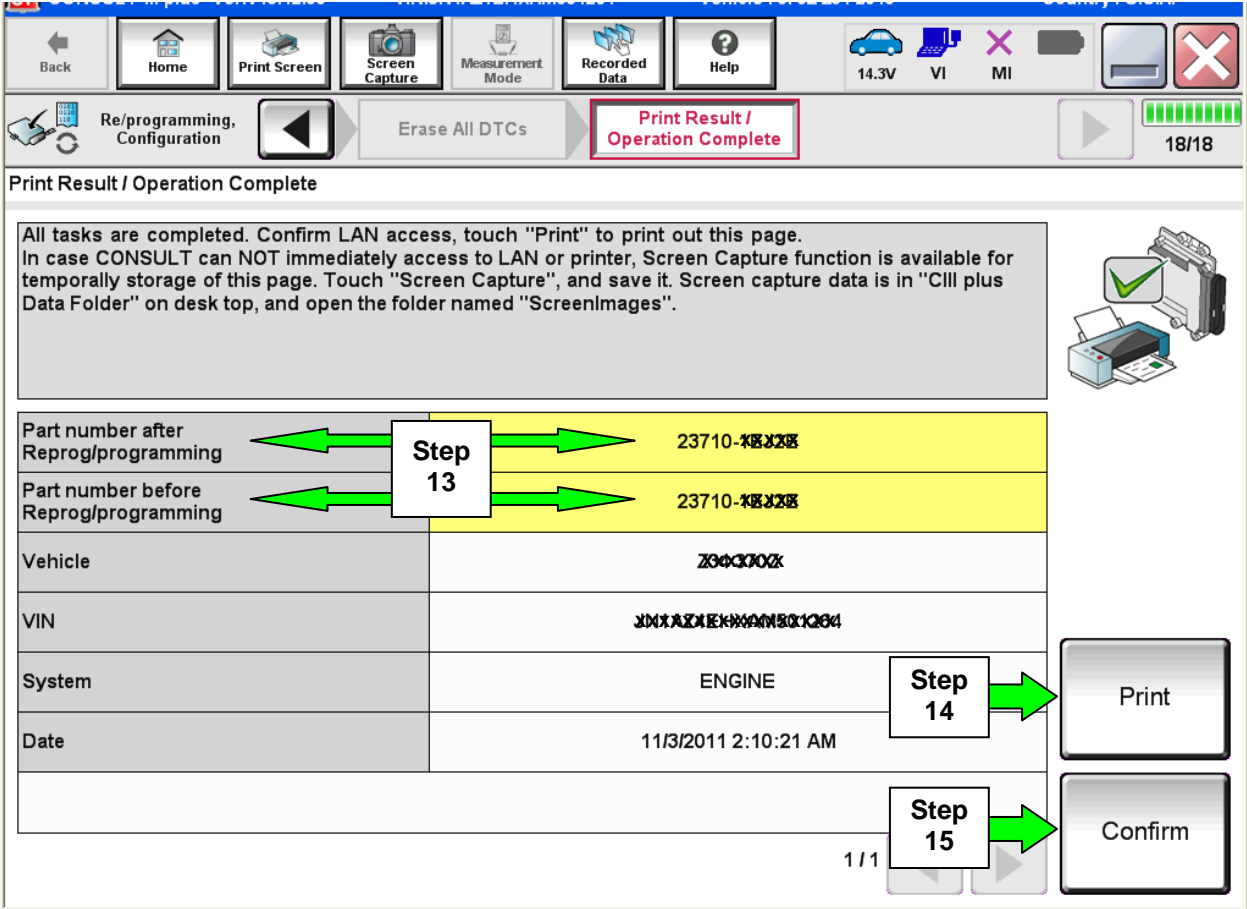 Back
Home
Print Screen
Screen
Capture
Measurement
Mode
Recorded
Data
Help
14.3V
VI
MI
Re/programming,
Configuration
Erase All DTCs
Print Result /
Operation Complete
18/18
Print Result / Operation Complete
All tasks are completed. Confirm LAN access, touch "Print" to print out this page.
In case CONSULT can NOT immediately access to LAN or printer, Screen Capture function is available for
temporally storage of this page. Touch "Screen Capture", and save it. Screen capture data is in "CIII plus
Data Folder" on desk top, and open the folder named "ScreenImages".
Part number after
Reprog/programming
23710-
Step
13
Part number before
Reprog/programming
23710-
Vehicle
VIN
System
ENGINE
Step
14
Print
Date
11/3/2011 2:10:21 AM
Step
15
Confirm
1/1